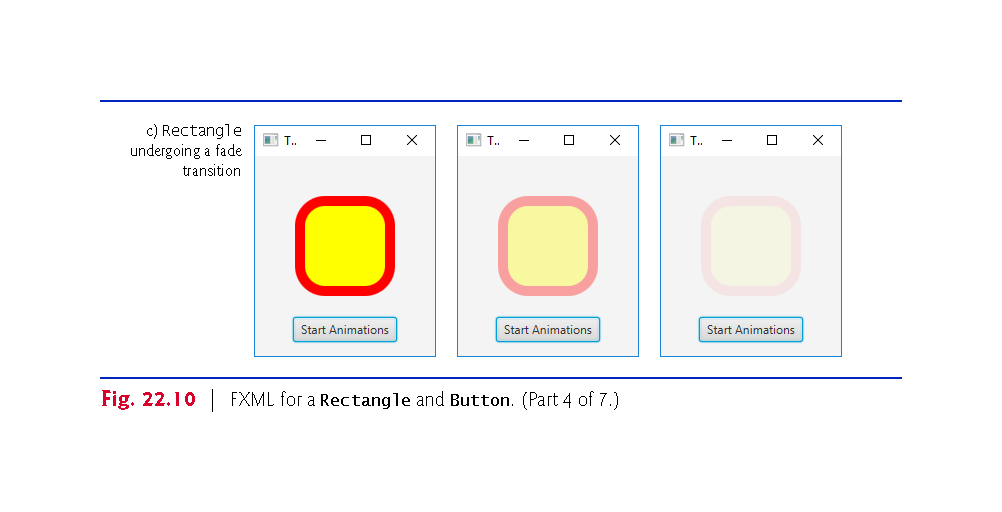 c) Rectangle
undergoing a fade
transition
T..
T..
T..
Start Animations
Start Animations
Start Animations
Fig. 22.10 | FXML for a Rectangle and Button. (Part 4 of 7.)